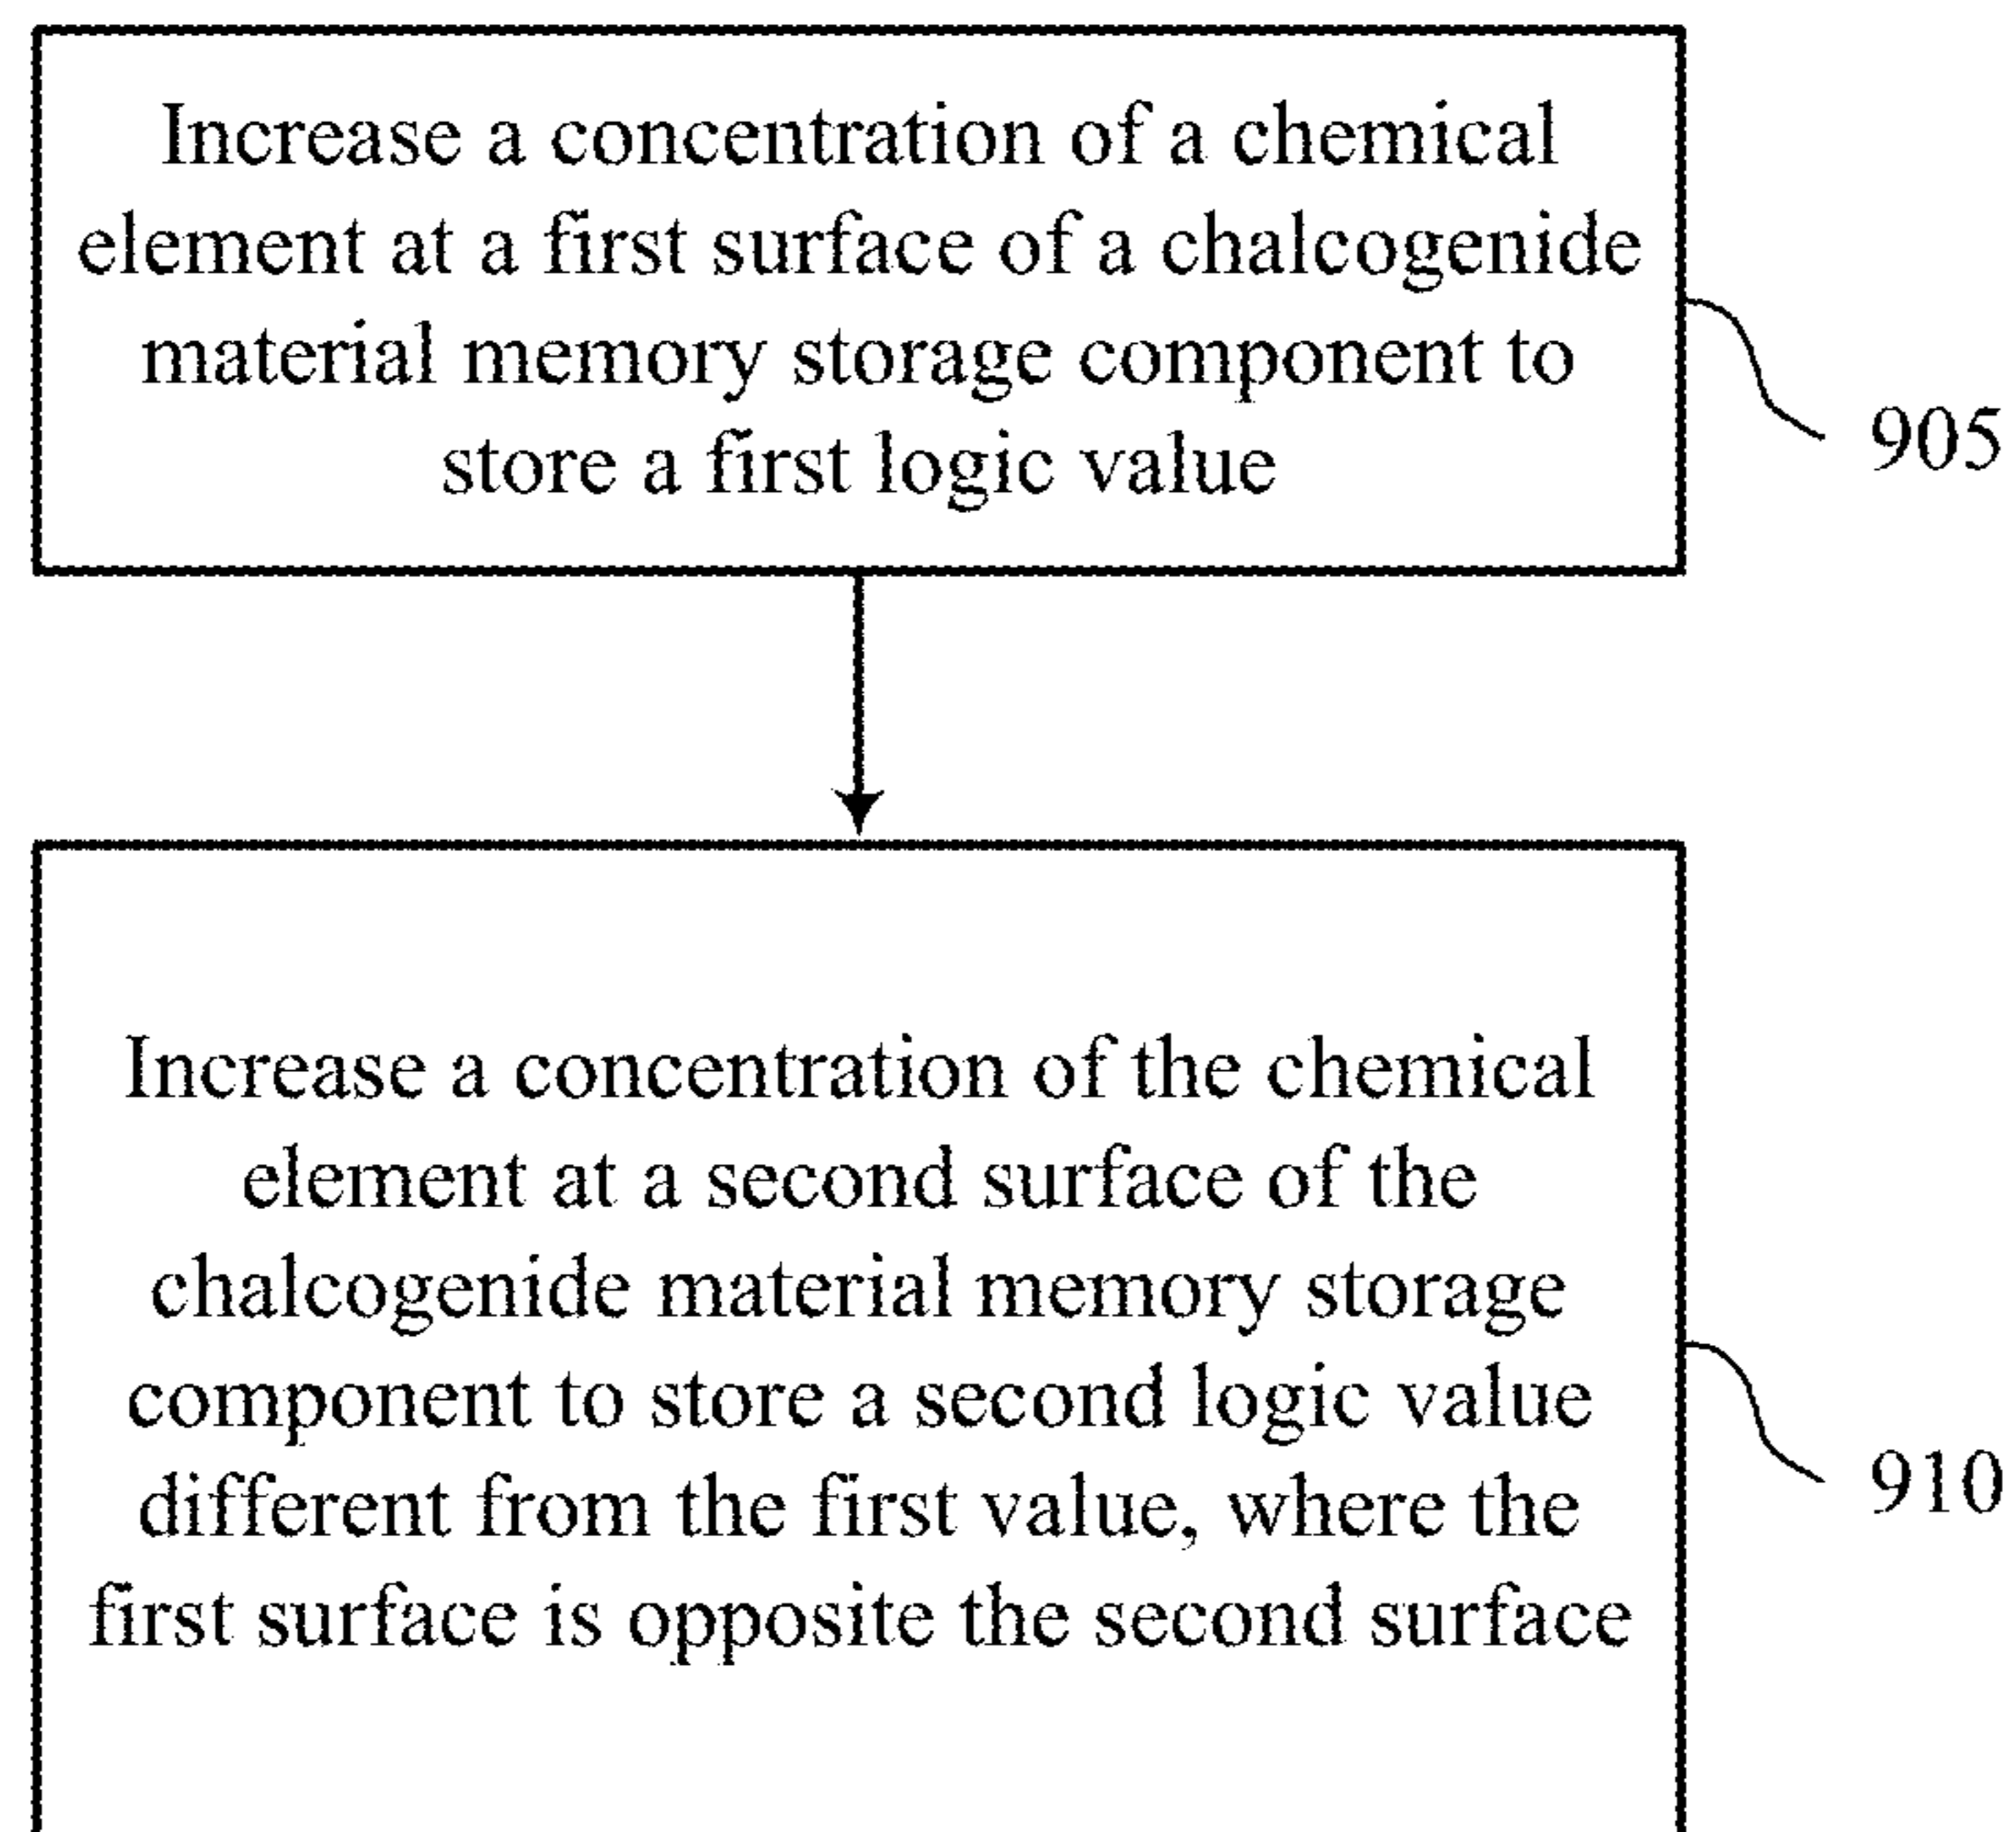 Increase a concentration of a chemical
element at a first surface of a chalcogenide
material memory storage component to
store a first logic value
905
Increase a concentration of the chemical
element at a second surface of the
chalcogenide material memory storage
component to store a second logic value
different from the first value, where the
first surface is opposite the second surface
910